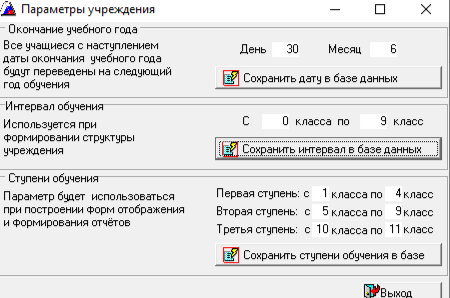 Параметры учреждения
Окончание учебного года
Все учащиеся с наступлением
даты окончания учебного года
будут переведены на следующий
год обучения
День 30 Месяц 6
Сохранить дату в базе данных
Интервал обучения
Используется при
формировании структуры
учреждения
С 0 класса по 9 класс
Сохранить интервал в базе данных
Ступени обучения
Параметр будет использоваться
при построении форм отображения
и формирования отчётов
Первая ступень: с 1 класса по 4 класс
Вторая ступень: с 5 класса по 9 класс
Третья ступень: с 10 класса по 11 класс
Сохранить ступени обучения в базе
Выход